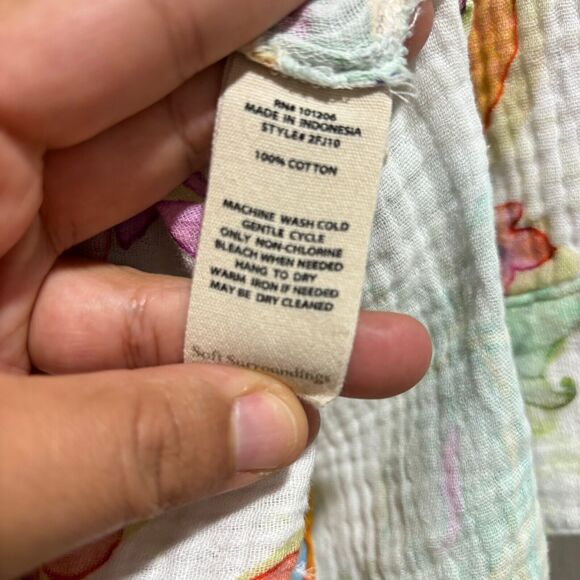 RN# 101206
MADE IN INDONESIA
STYLE# 2FJ10
100% COTTON
MACHINE WASH COLD
GENTLE CYCLE
ONLY NON-CHLORINE
BLEACH WHEN NEEDED
HANG TO DRY
WARM IRON IF NEEDED
MAY BE DRY CLEANED
Soft Surroundings